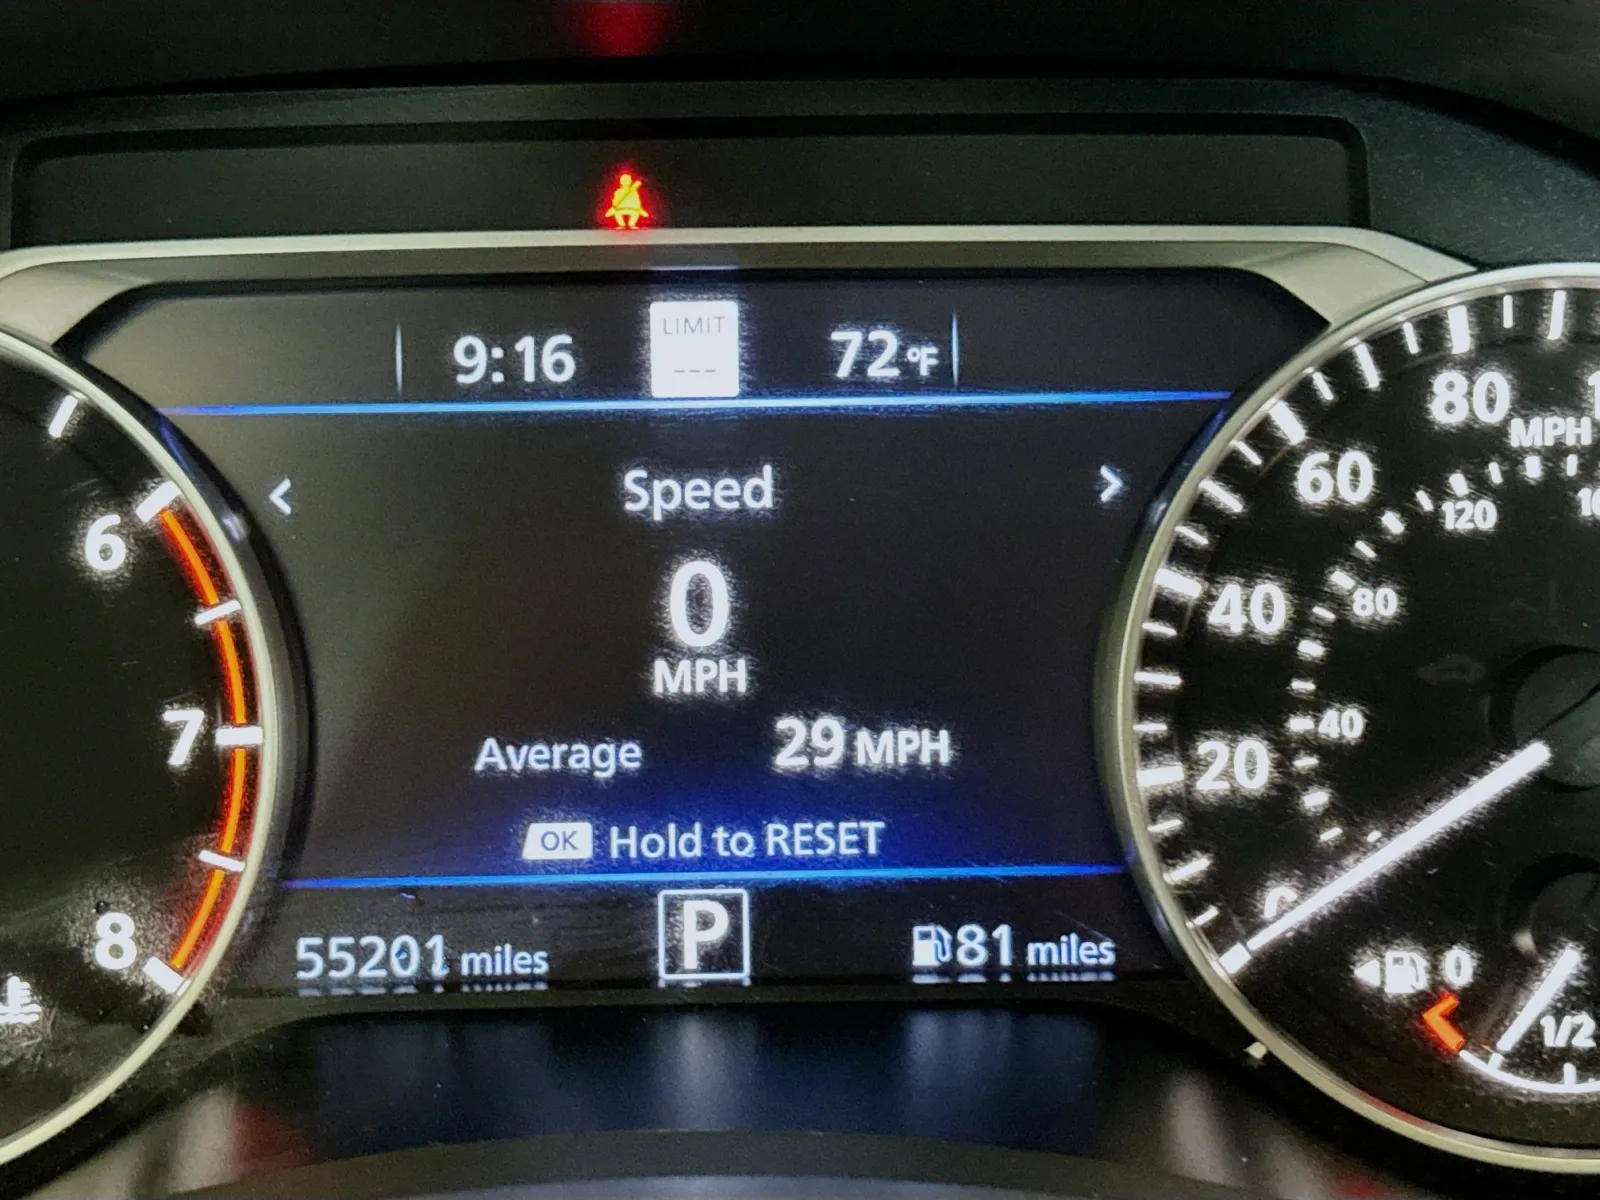 9:16
LIMIT
---
72°F
<
Speed
>
0
MPH
Average 29 MPH
OK Hold to RESET
55201 miles
P
81 miles
6
7
8
80
MPH
60
120
40
80
40
20
0
0
1/2